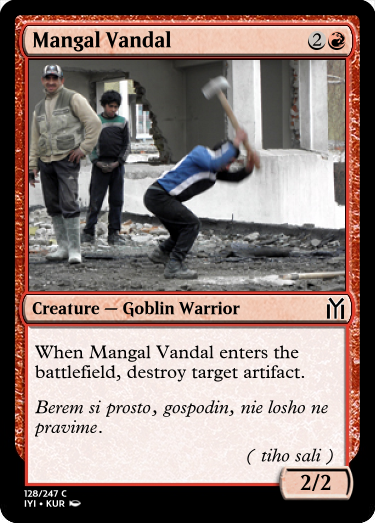 Mangal Vandal 2
Creature — Goblin Warrior
When Mangal Vandal enters the
battlefield, destroy target artifact.
Berem si prosto, gospodin, nie losho ne
pravime.
( tiho sali )
2/2
128/247 C
IYI • KUR